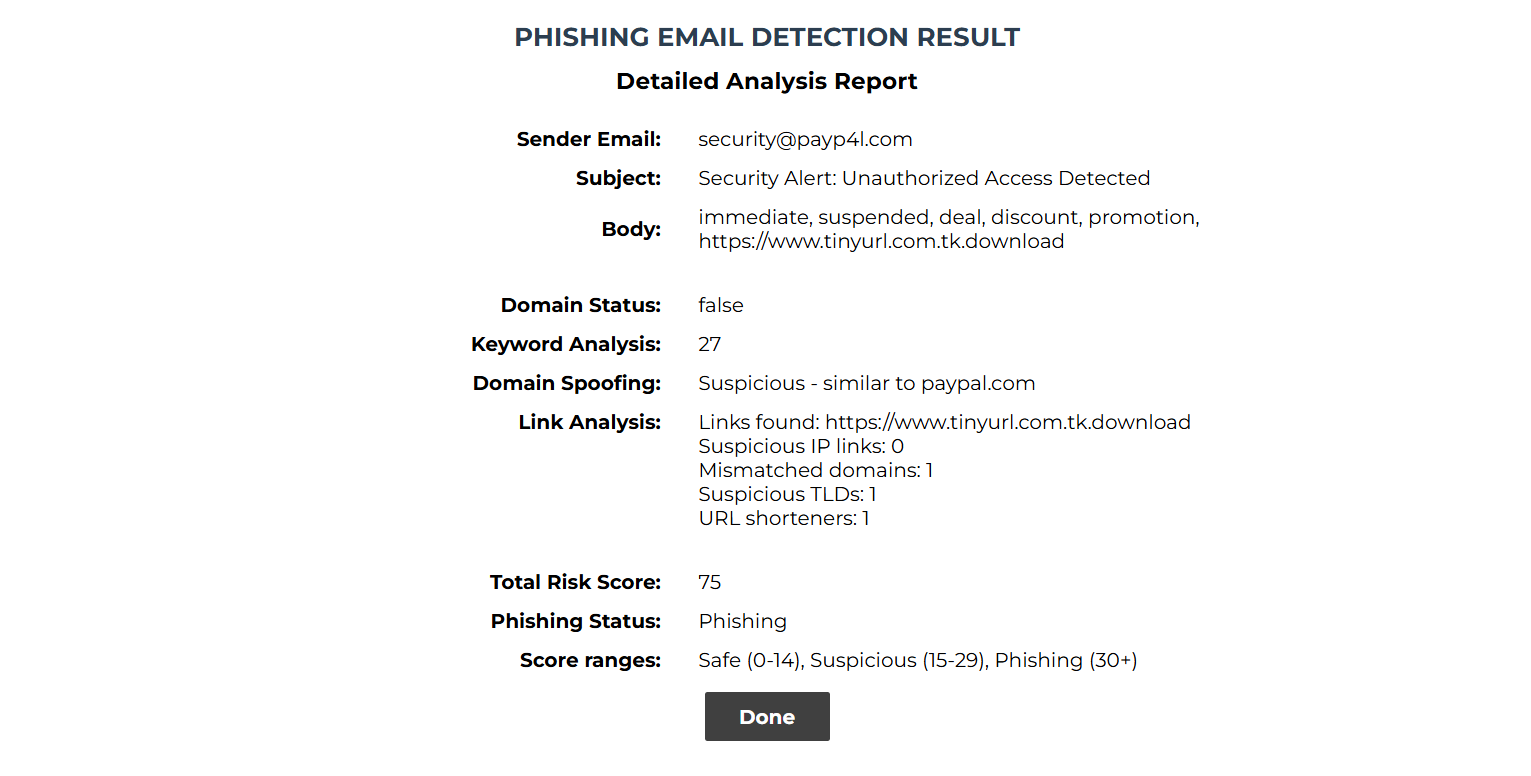 PHISHING EMAIL DETECTION RESULT
Detailed Analysis Report
Sender Email: security@payp4l.com
Subject: Security Alert: Unauthorized Access Detected
Body: immediate, suspended, deal, discount, promotion,
https://www.tinyurl.com.tk.download
Domain Status: false
Keyword Analysis: 27
Domain Spoofing: Suspicious - similar to paypal.com
Link Analysis: Links found: https://www.tinyurl.com.tk.download
Suspicious IP links: 0
Mismatched domains: 1
Suspicious TLDs: 1
URL shorteners: 1
Total Risk Score: 75
Phishing Status: Phishing
Score ranges: Safe (0-14), Suspicious (15-29), Phishing (30+)
Done